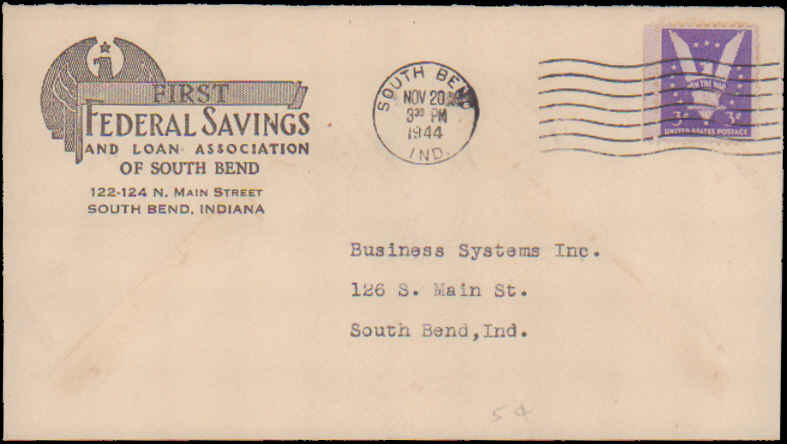 FIRST
FEDERAL SAVINGS
AND LOAN ASSOCIATION
OF SOUTH BEND
122-124 N. MAIN STREET
SOUTH BEND, INDIANA
SOUTH BEND
NOV 20
3 30 PM
1944
IND.
WIN THE WAR
3¢ 3¢
UNITED STATES POSTAGE
Business Systems Inc.
126 S. Main St.
South Bend,Ind.
5¢